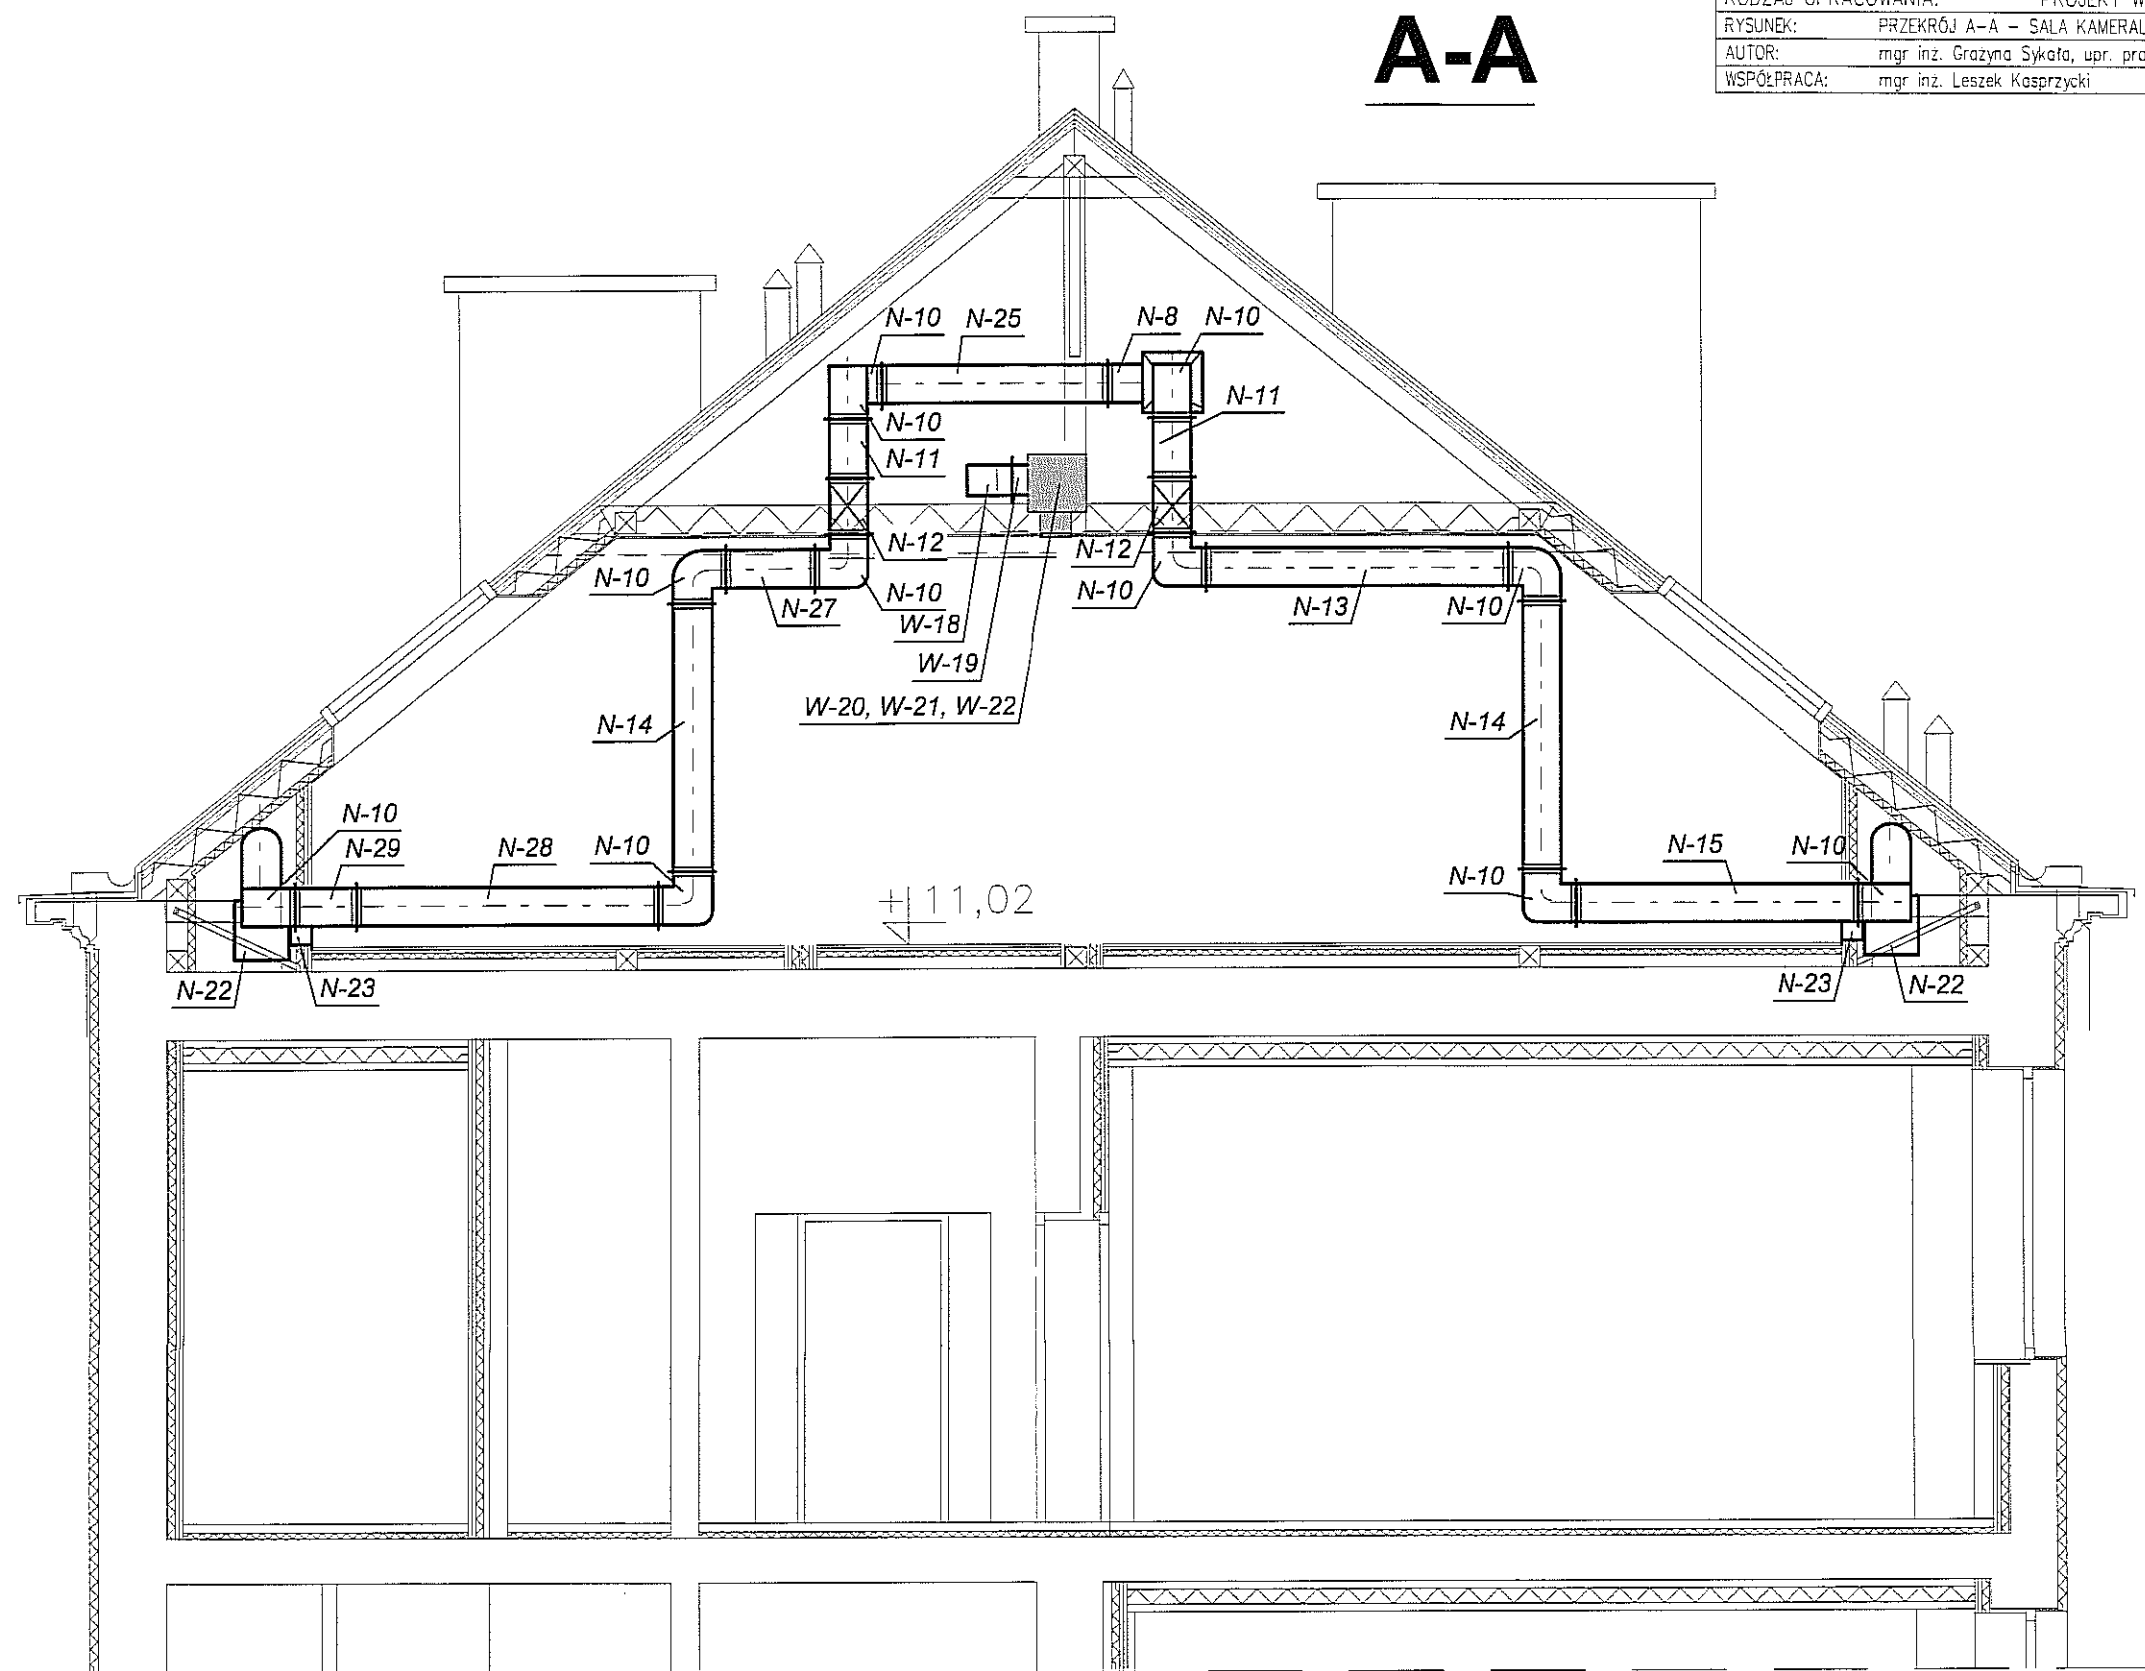 A-A
RYSUNEK: PRZEKRÓJ A-A - SALA KAMERAL
AUTOR: mgr inż. Grażyna Sykała, upr. pro
WSPÓŁPRACA: mgr inż. Leszek Kasprzycki
N-10 N-25 N-8 N-10
N-11
N-10
N-11
N-12 N-12
N-10 N-10 N-10 N-13 N-10
N-27
W-18
W-19
W-20, W-21, W-22
N-14 N-14
N-10
N-29 N-28 N-10 N-15 N-10
N-10
+11,02
N-22 N-23 N-23 N-22